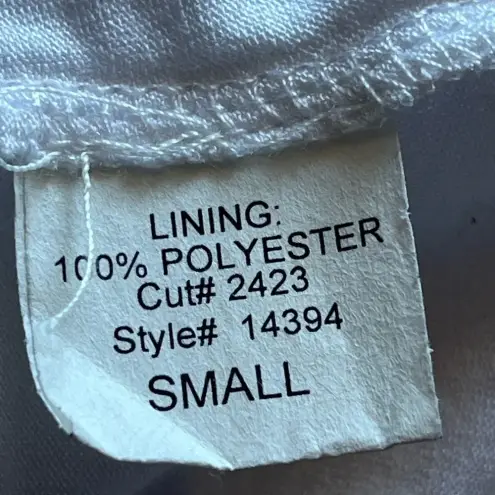 LINING:
100% POLYESTER
Cut# 2423
Style# 14394
SMALL